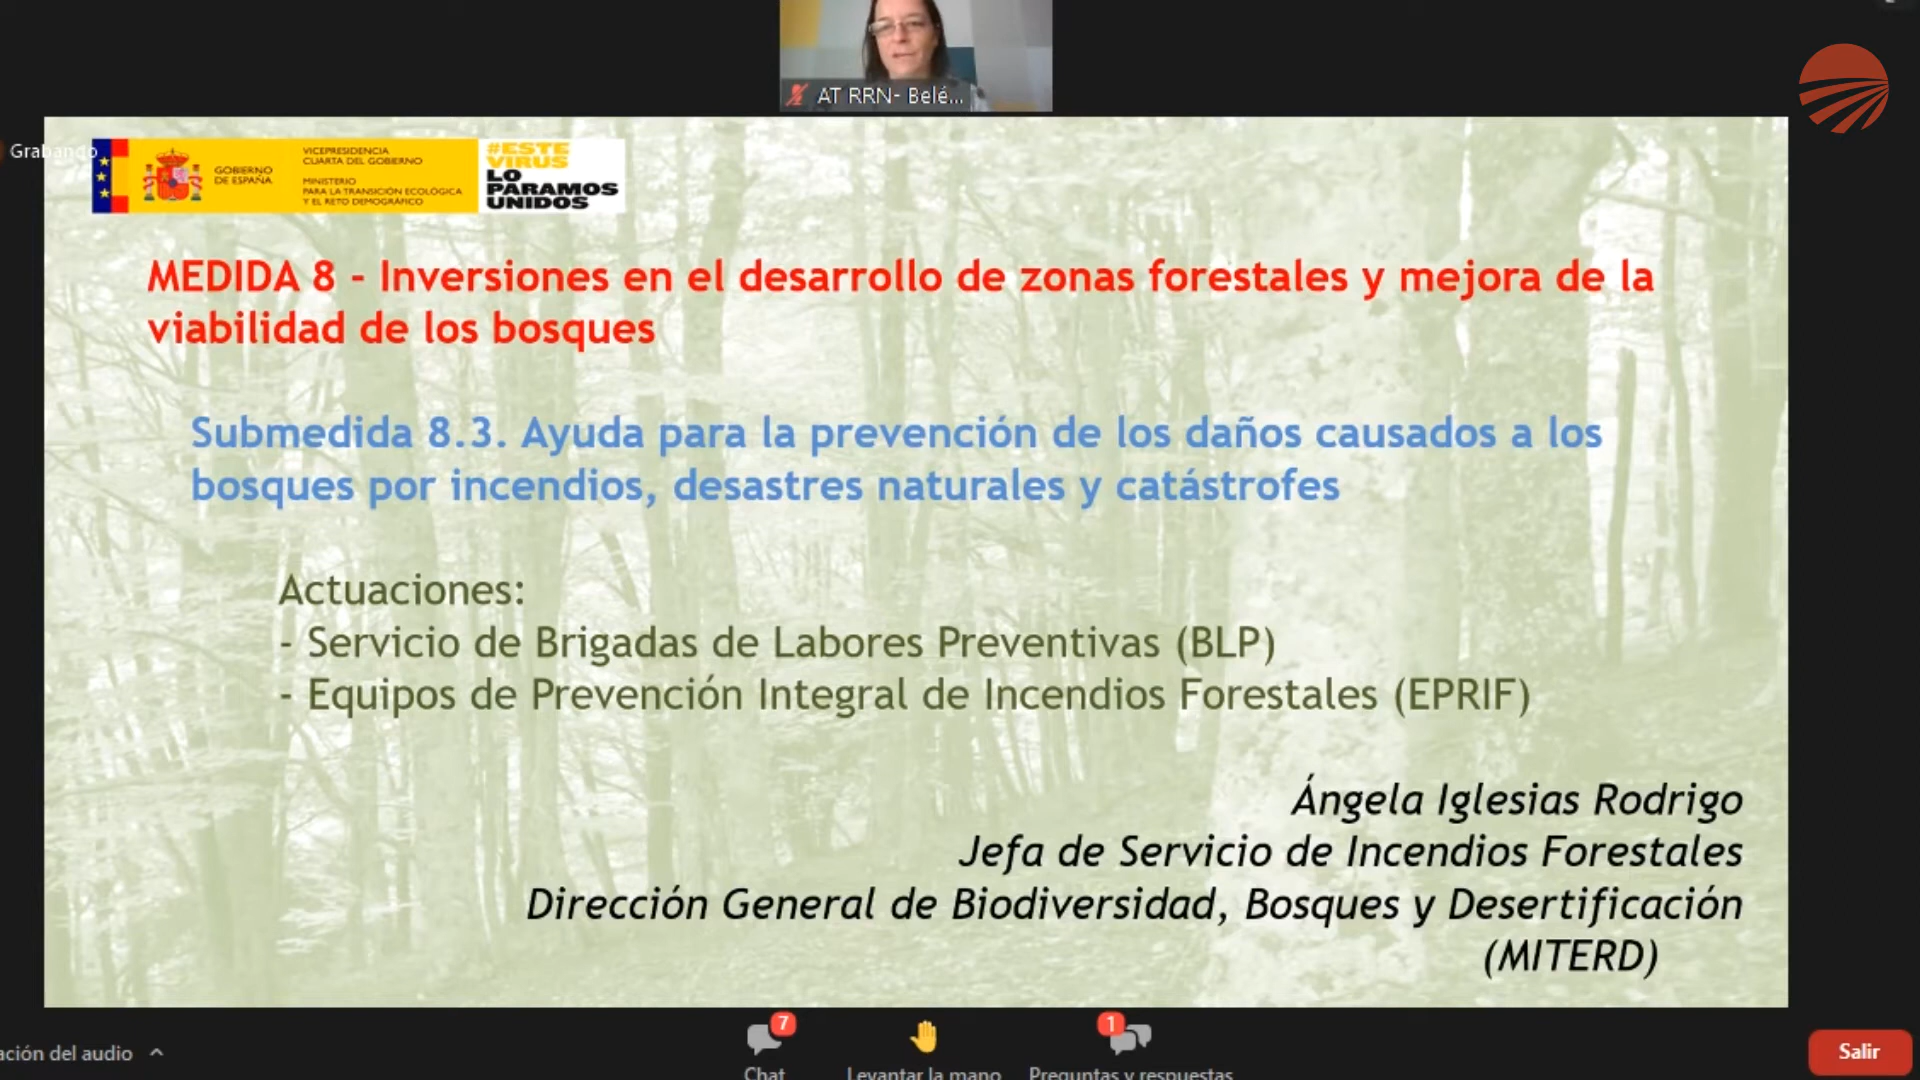 AT RRN- Belé...
Grabando
GOBIERNO
DE ESPAÑA
VICEPRESIDENCIA
CUARTA DEL GOBIERNO
MINISTERIO
PARA LA TRANSICIÓN ECOLÓGICA
Y EL RETO DEMOGRÁFICO
#ESTE
VIRUS
LO
PARAMOS
UNIDOS
MEDIDA 8 - Inversiones en el desarrollo de zonas forestales y mejora de la
viabilidad de los bosques
Submedida 8.3. Ayuda para la prevención de los daños causados a los
bosques por incendios, desastres naturales y catástrofes
Actuaciones:
- Servicio de Brigadas de Labores Preventivas (BLP)
- Equipos de Prevención Integral de Incendios Forestales (EPRIF)
Ángela Iglesias Rodrigo
Jefa de Servicio de Incendios Forestales
Dirección General de Biodiversidad, Bosques y Desertificación
(MITERD)
7
1
ación del audio
Chat
Levantar la mano
Preguntas y respuestas
Salir